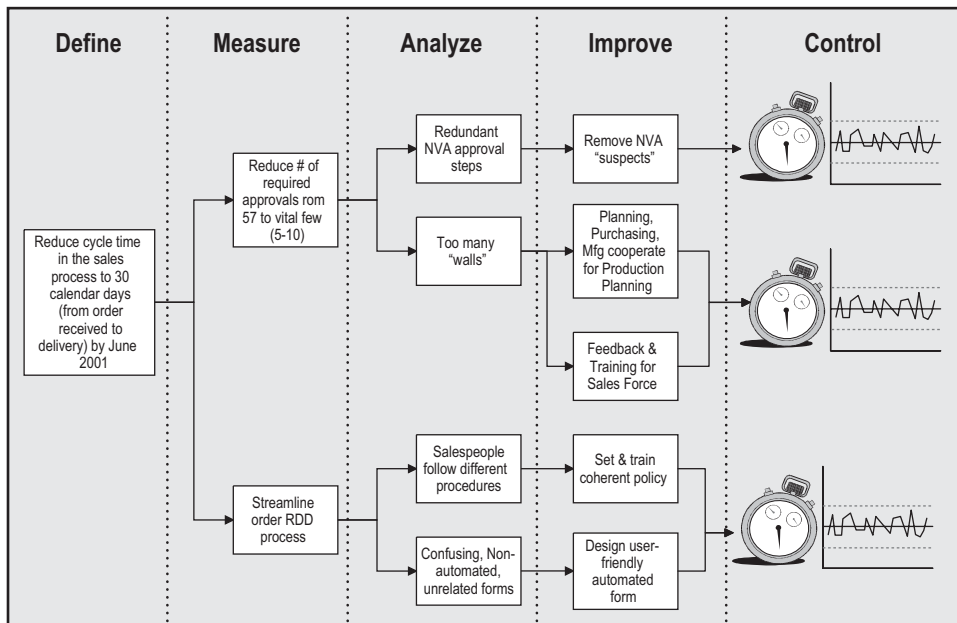 Define
Measure
Analyze
Improve
Control
Reduce cycle time
in the sales
process to 30
calendar days
(from order
received to
delivery) by June
2001
Reduce # of
required
approvals rom
57 to vital few
(5-10)
Streamline
order RDD
process
Redundant
NVA approval
steps
Too many
“walls”
Salespeople
follow different
procedures
Confusing, Non-
automated,
unrelated forms
Remove NVA
“suspects”
Planning,
Purchasing,
Mfg cooperate
for Production
Planning
Feedback &
Training for
Sales Force
Set & train
coherent policy
Design user-
friendly
automated
form